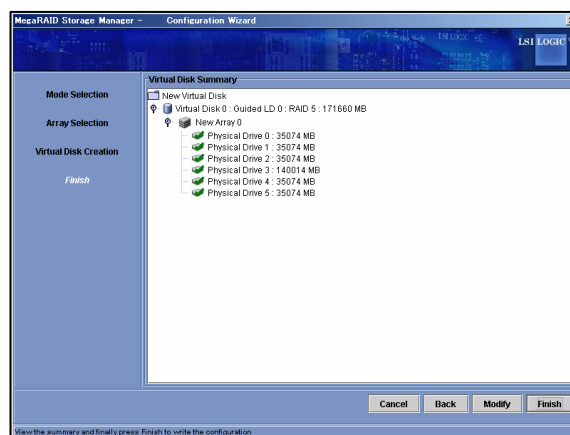 MegaRAID Storage Manager - Configuration Wizard
LSI LOGIC
LSI LOGIC
Mode Selection
Array Selection
Virtual Disk Creation
Finish
Virtual Disk Summary
New Virtual Disk
Virtual Disk 0 : Guided LD 0 : RAID 5 : 171660 MB
New Array 0
Physical Drive 0 : 35074 MB
Physical Drive 1 : 35074 MB
Physical Drive 2 : 35074 MB
Physical Drive 3 : 140014 MB
Physical Drive 4 : 35074 MB
Physical Drive 5 : 35074 MB
Cancel
Back
Modify
Finish
View the summary and finally press Finish to write the configuration